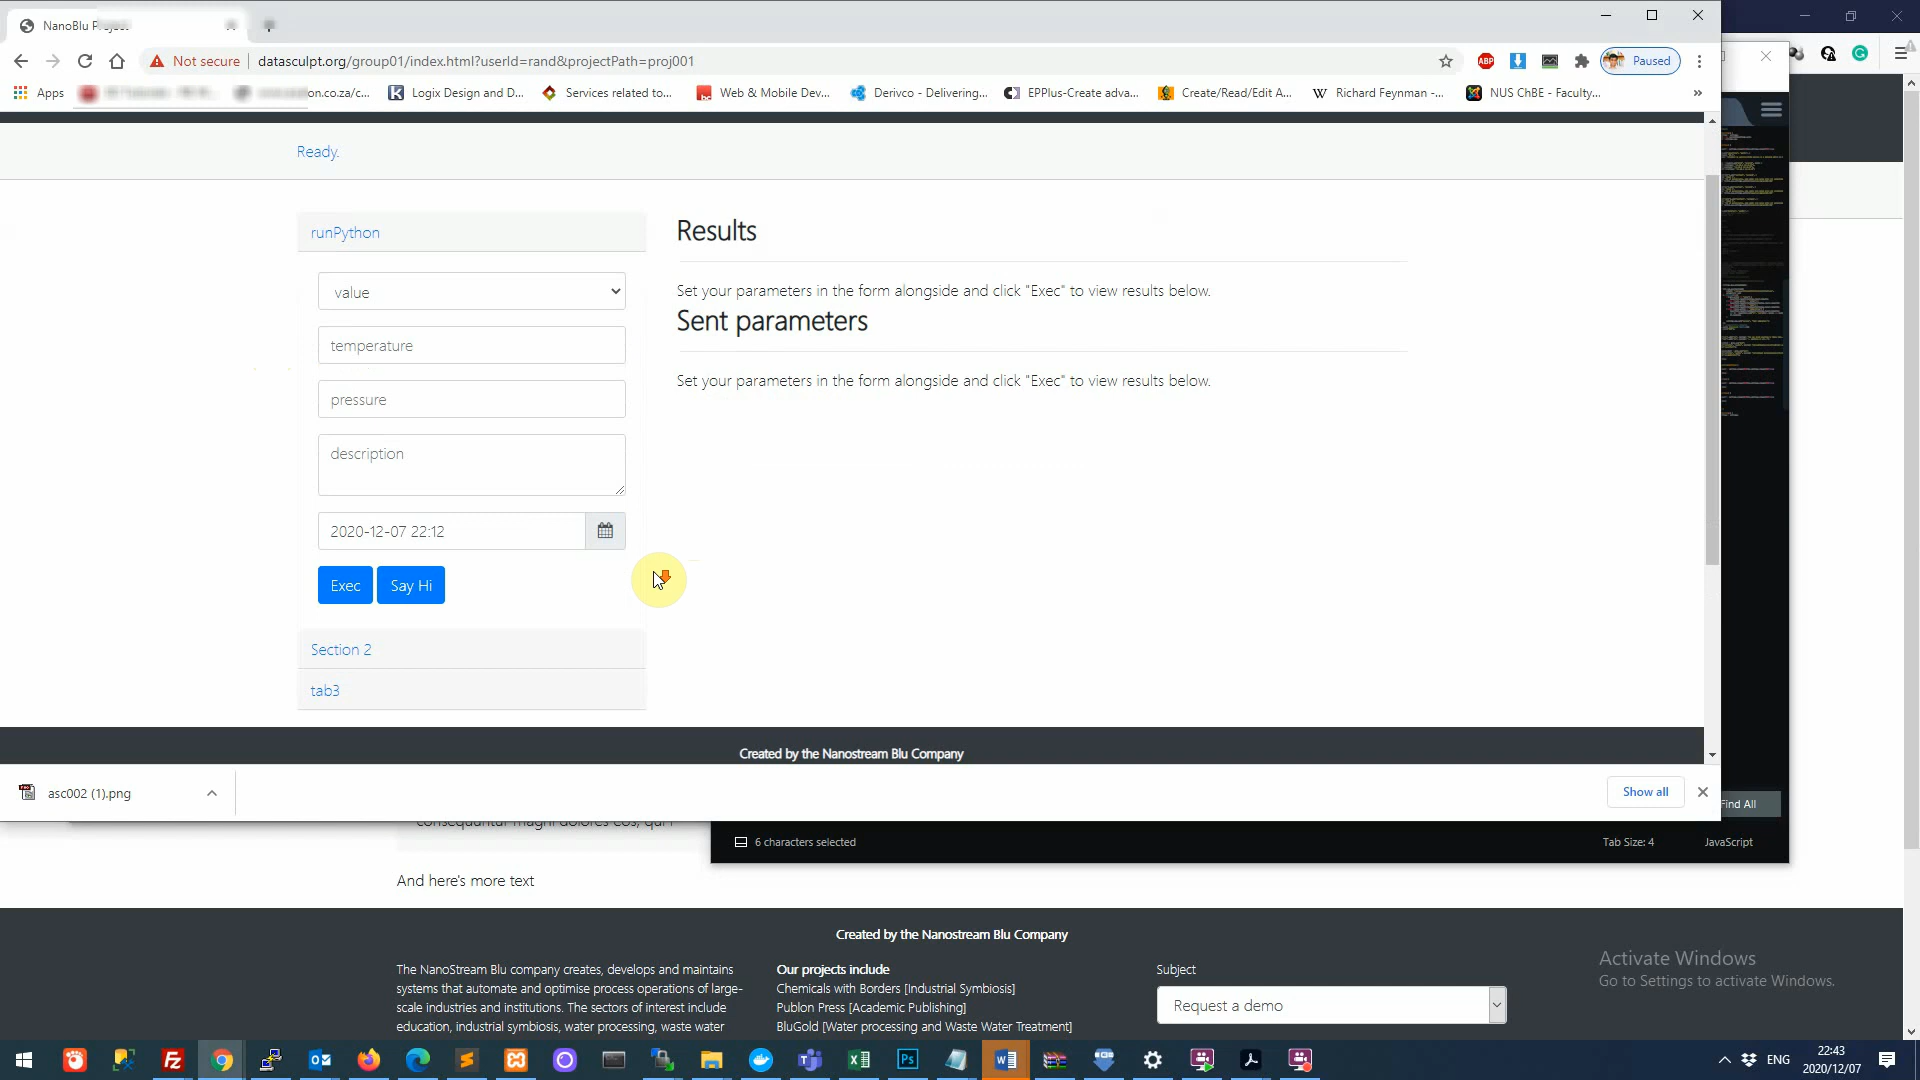 NanoBlu Project
Not secure
datasculpt.org/group01/index.html?userId=rand&projectPath=proj001
ABP
Paused
Apps
on.co.za/c...
Logix Design and D...
Services related to...
Web & Mobile Dev...
Derivco - Delivering...
EPPlus-Create adva...
Create/Read/Edit A...
Richard Feynman -...
NUS ChBE - Faculty...
»
Ready.
runPython
value
temperature
pressure
description
2020-12-07 22:12
Exec
Say Hi
Section 2
tab3
Results
Set your parameters in the form alongside and click "Exec" to view results below.
Sent parameters
Set your parameters in the form alongside and click "Exec" to view results below.
Created by the Nanostream Blu Company
asc002 (1).png
Show all
Find All
consequuntur magni dolores eos, qui
6 characters selected
Tab Size: 4
JavaScript
And here's more text
Created by the Nanostream Blu Company
The NanoStream Blu company creates, develops and maintains
systems that automate and optimise process operations of large-
scale industries and institutions. The sectors of interest include
education, industrial symbiosis, water processing, waste water
Our projects include
Chemicals with Borders [Industrial Symbiosis]
Publon Press [Academic Publishing]
BluGold [Water processing and Waste Water Treatment]
Subject
Request a demo
Activate Windows
Go to Settings to activate Windows.
ENG
22:43
2020/12/07